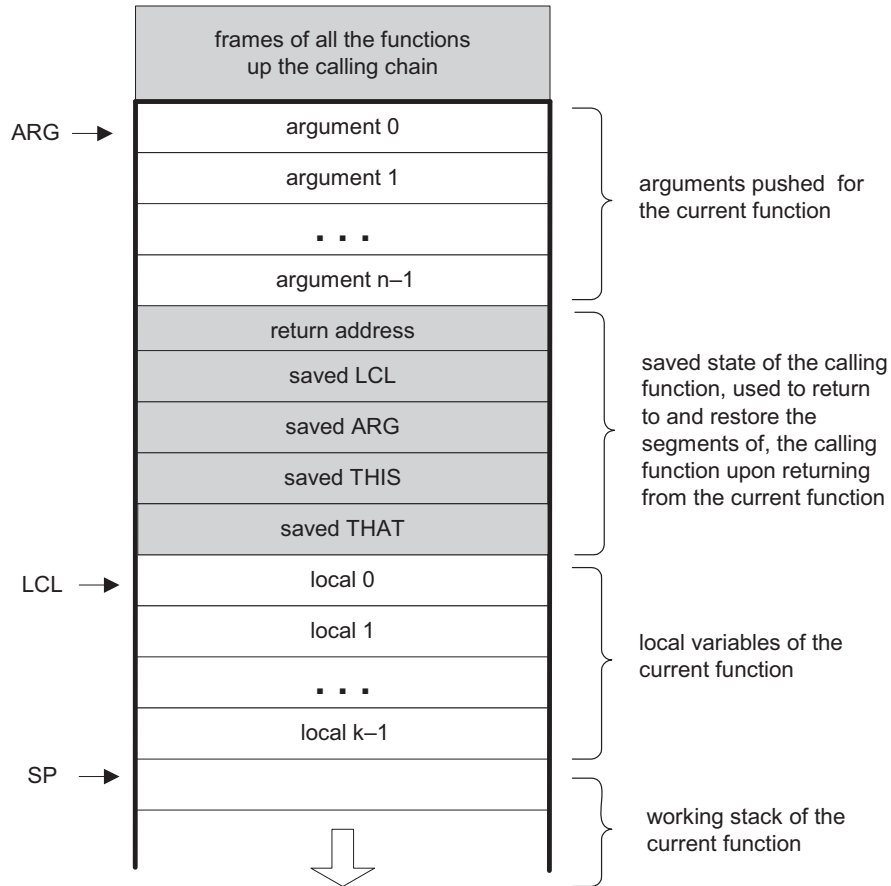 frames of all the functions
up the calling chain
ARG
argument 0
argument 1
. . .
argument n–1
arguments pushed for
the current function
return address
saved LCL
saved ARG
saved THIS
saved THAT
saved state of the calling
function, used to return
to and restore the
segments of, the calling
function upon returning
from the current function
LCL
local 0
local 1
. . .
local k–1
local variables of the
current function
SP
working stack of the
current function